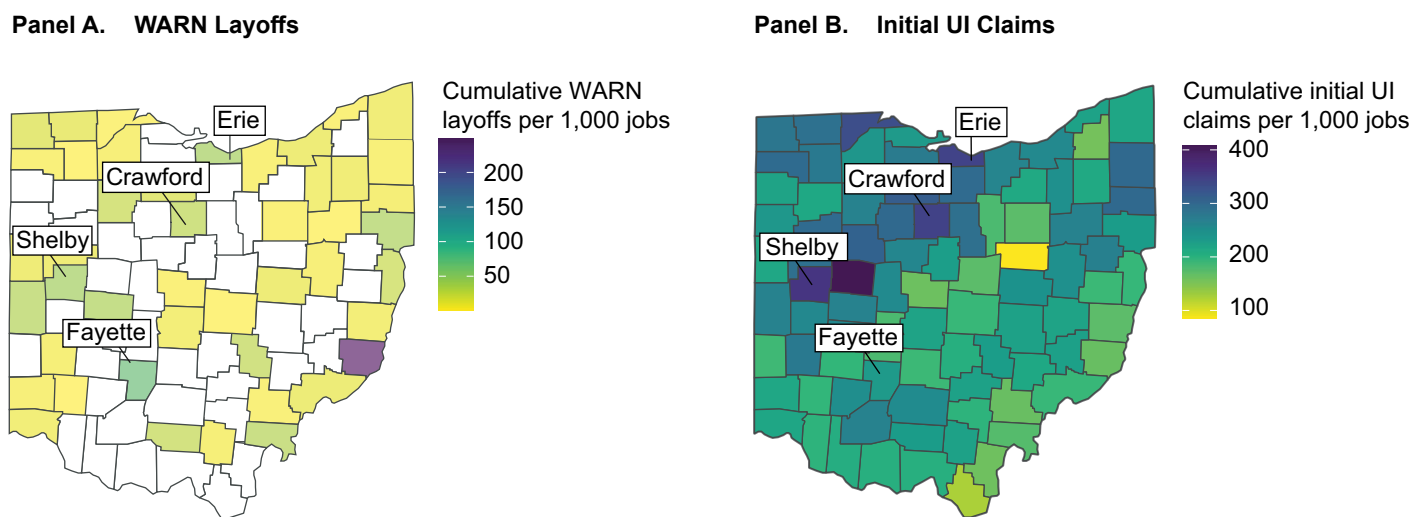 Panel A. WARN Layoffs
Cumulative WARN
layoffs per 1,000 jobs
200
150
100
50
Erie
Crawford
Shelby
Fayette
Panel B. Initial UI Claims
Cumulative initial UI
claims per 1,000 jobs
400
300
200
100
Erie
Crawford
Shelby
Fayette